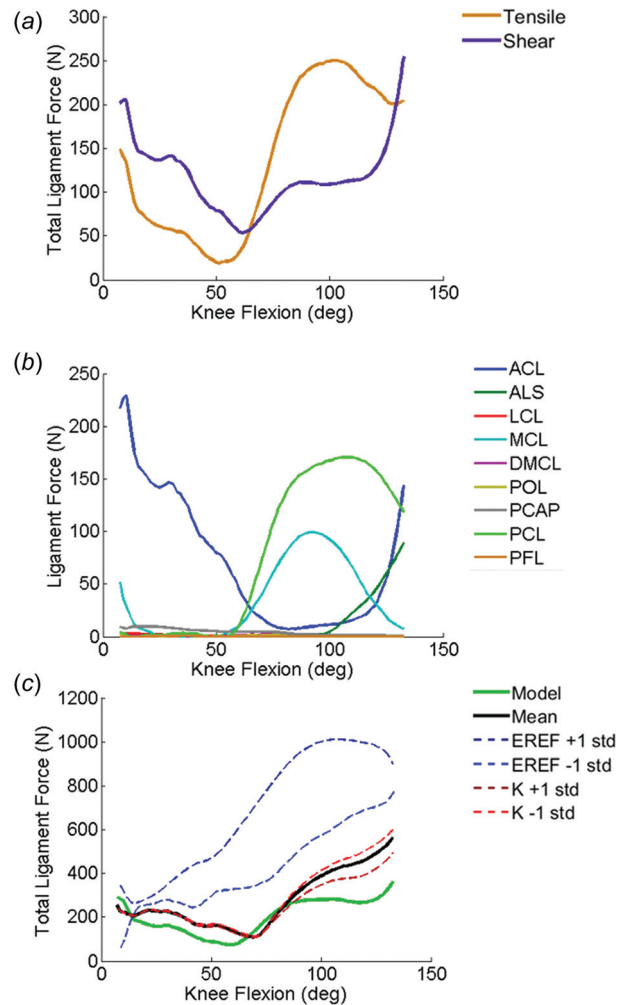 (a)
Total Ligament Force (N)
300
250
200
150
100
50
0
0
50
100
150
Knee Flexion (deg)
Tensile
Shear
(b)
Ligament Force (N)
250
200
150
100
50
0
0
50
100
150
Knee Flexion (deg)
ACL
ALS
LCL
MCL
DMCL
POL
PCAP
PCL
PFL
(c)
Total Ligament Force (N)
1200
1000
800
600
400
200
0
0
50
100
150
Knee Flexion (deg)
Model
Mean
EREF +1 std
EREF -1 std
K +1 std
K -1 std